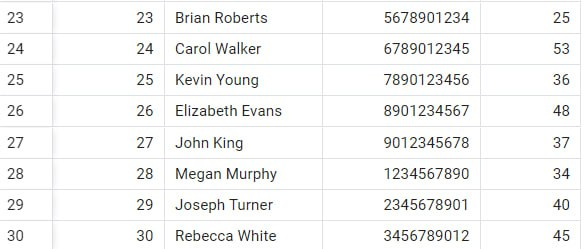 23 23 Brian Roberts 5678901234 25
24 24 Carol Walker 6789012345 53
25 25 Kevin Young 7890123456 36
26 26 Elizabeth Evans 8901234567 48
27 27 John King 9012345678 37
28 28 Megan Murphy 1234567890 34
29 29 Joseph Turner 2345678901 40
30 30 Rebecca White 3456789012 45